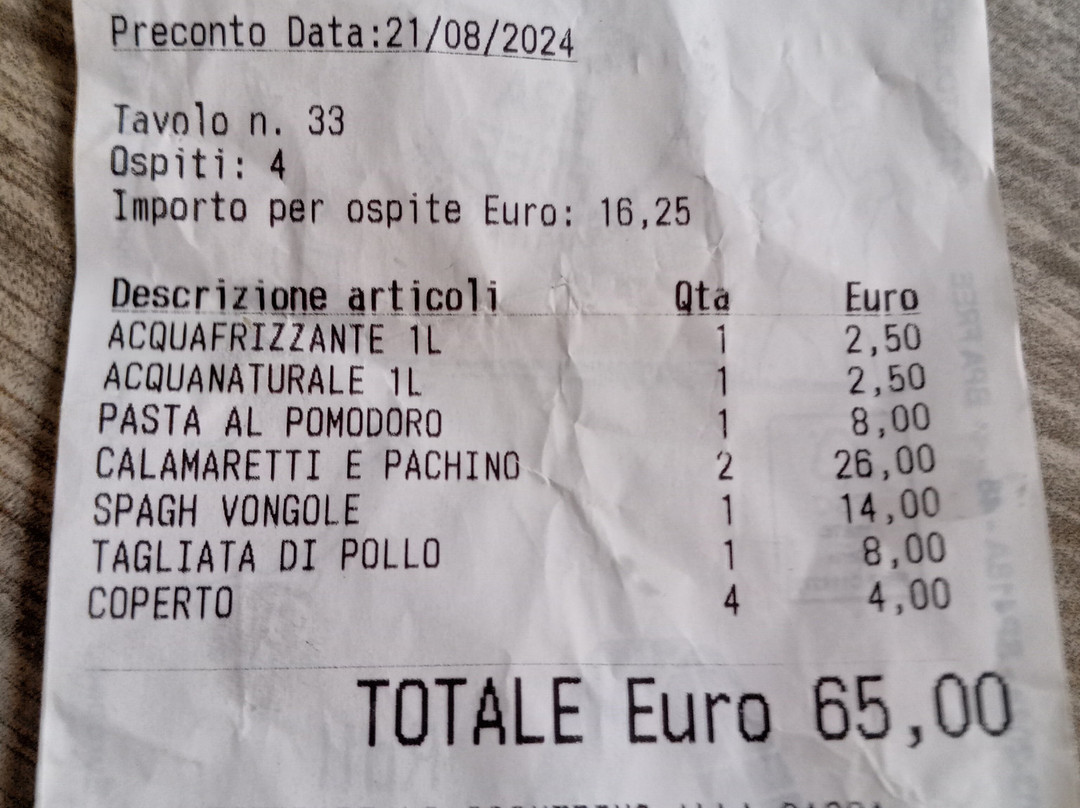 Preconto Data:21/08/2024
Tavolo n. 33
Ospiti: 4
Importo per ospite Euro: 16,25
Descrizione articoli Qta Euro
ACQUAFRIZZANTE 1L 1 2,50
ACQUANATURALE 1L 1 2,50
PASTA AL POMODORO 1 8,00
CALAMARETTI E PACHINO 2 26,00
SPAGH VONGOLE 1 14,00
TAGLIATA DI POLLO 1 8,00
COPERTO 4 4,00
TOTALE Euro 65,00